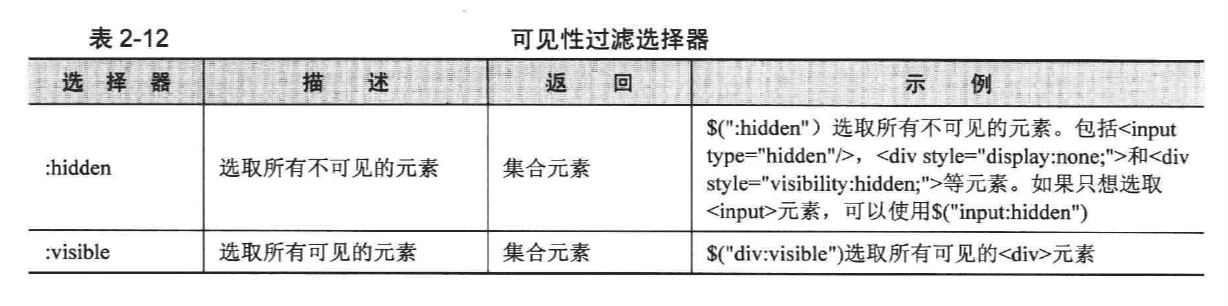 表 2-12 可见性过滤选择器
选 择 器 描 述 返 回 示 例
:hidden 选取所有不可见的元素 集合元素 $(":hidden"）选取所有不可见的元素。包括<input
type="hidden"/>，<div style="display:none;">和<div
style="visibility:hidden;">等元素。如果只想选取
<input>元素，可以使用$("input:hidden")
:visible 选取所有可见的元素 集合元素 $("div:visible")选取所有可见的<div>元素